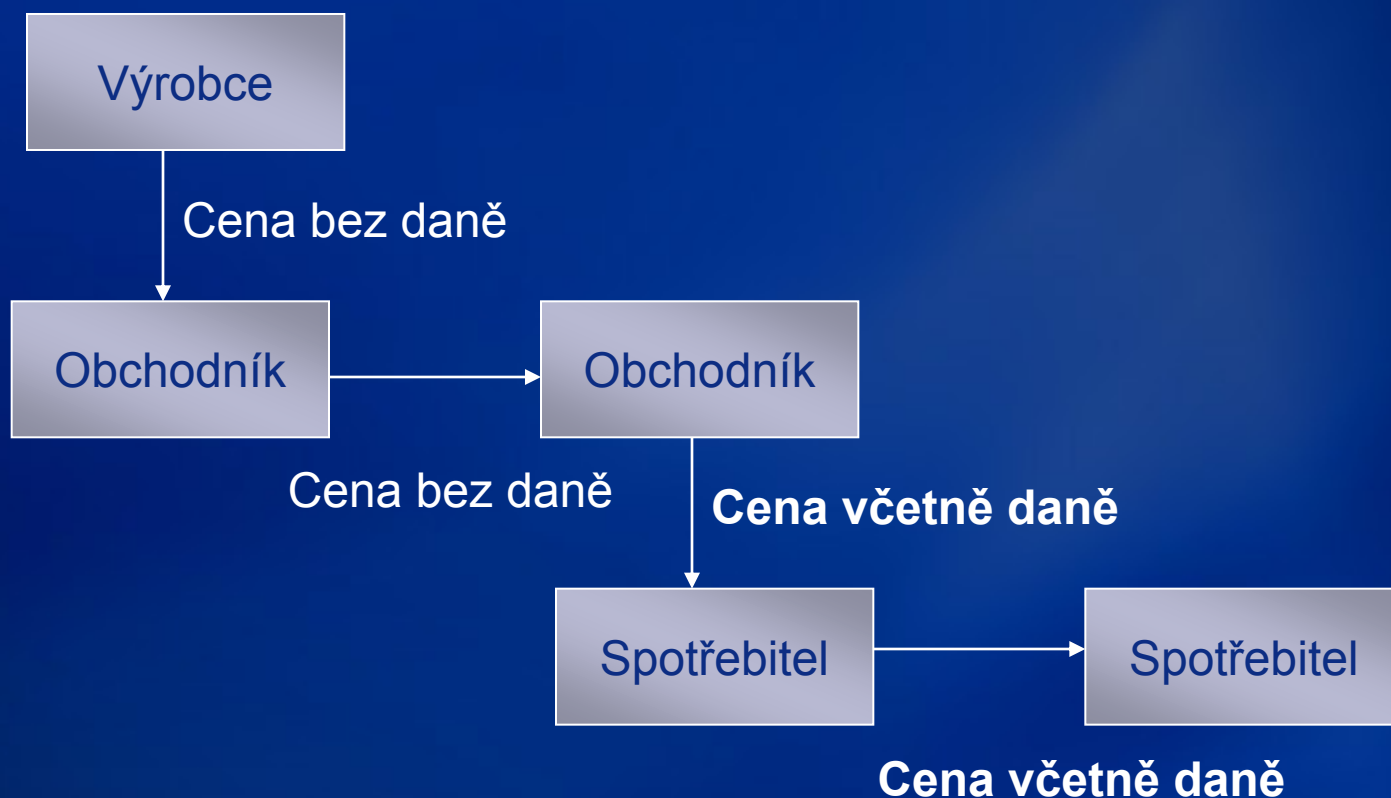 Výrobce
Cena bez daně
Obchodník
Obchodník
Cena bez daně
Cena včetně daně
Spotřebitel
Spotřebitel
Cena včetně daně